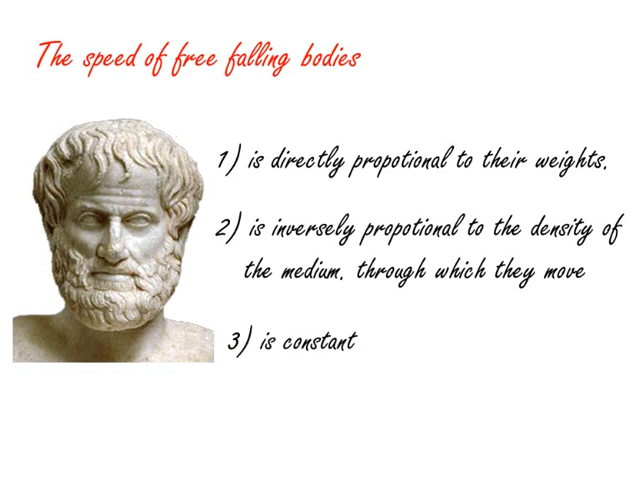 The speed of free falling bodies
1) is directly propotional to their weights.
2) is inversely propotional to the density of
the medium. through which they move
3) is constant